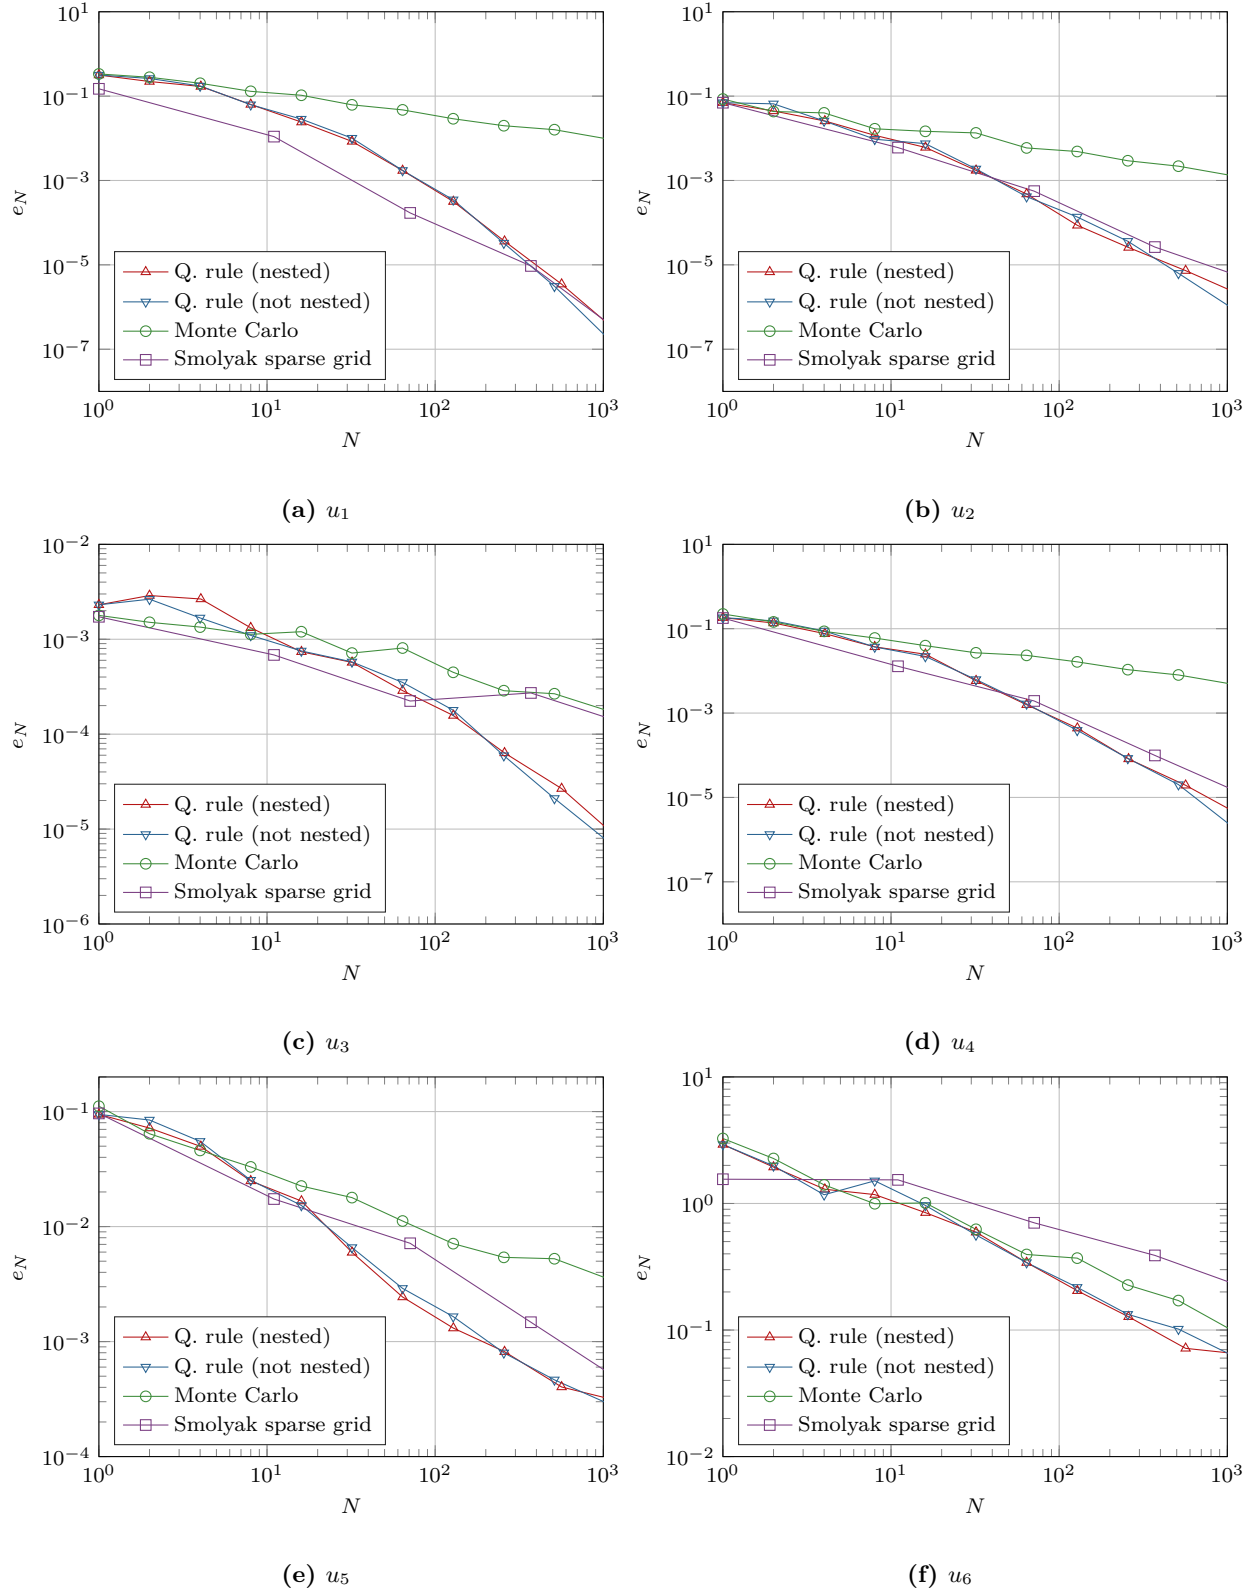 10^1
10^{-1}
10^{-3}
10^{-5}
10^{-7}
e_N
10^0
10^1
10^2
10^3
N
Q. rule (nested)
Q. rule (not nested)
Monte Carlo
Smolyak sparse grid
(a) u_1
10^1
10^{-1}
10^{-3}
10^{-5}
10^{-7}
e_N
10^0
10^1
10^2
10^3
N
Q. rule (nested)
Q. rule (not nested)
Monte Carlo
Smolyak sparse grid
(b) u_2
10^{-2}
10^{-3}
10^{-4}
10^{-5}
10^{-6}
e_N
10^0
10^1
10^2
10^3
N
Q. rule (nested)
Q. rule (not nested)
Monte Carlo
Smolyak sparse grid
(c) u_3
10^1
10^{-1}
10^{-3}
10^{-5}
10^{-7}
e_N
10^0
10^1
10^2
10^3
N
Q. rule (nested)
Q. rule (not nested)
Monte Carlo
Smolyak sparse grid
(d) u_4
10^{-1}
10^{-2}
10^{-3}
10^{-4}
e_N
10^0
10^1
10^2
10^3
N
Q. rule (nested)
Q. rule (not nested)
Monte Carlo
Smolyak sparse grid
(e) u_5
10^1
10^0
10^{-1}
10^{-2}
e_N
10^0
10^1
10^2
10^3
N
Q. rule (nested)
Q. rule (not nested)
Monte Carlo
Smolyak sparse grid
(f) u_6